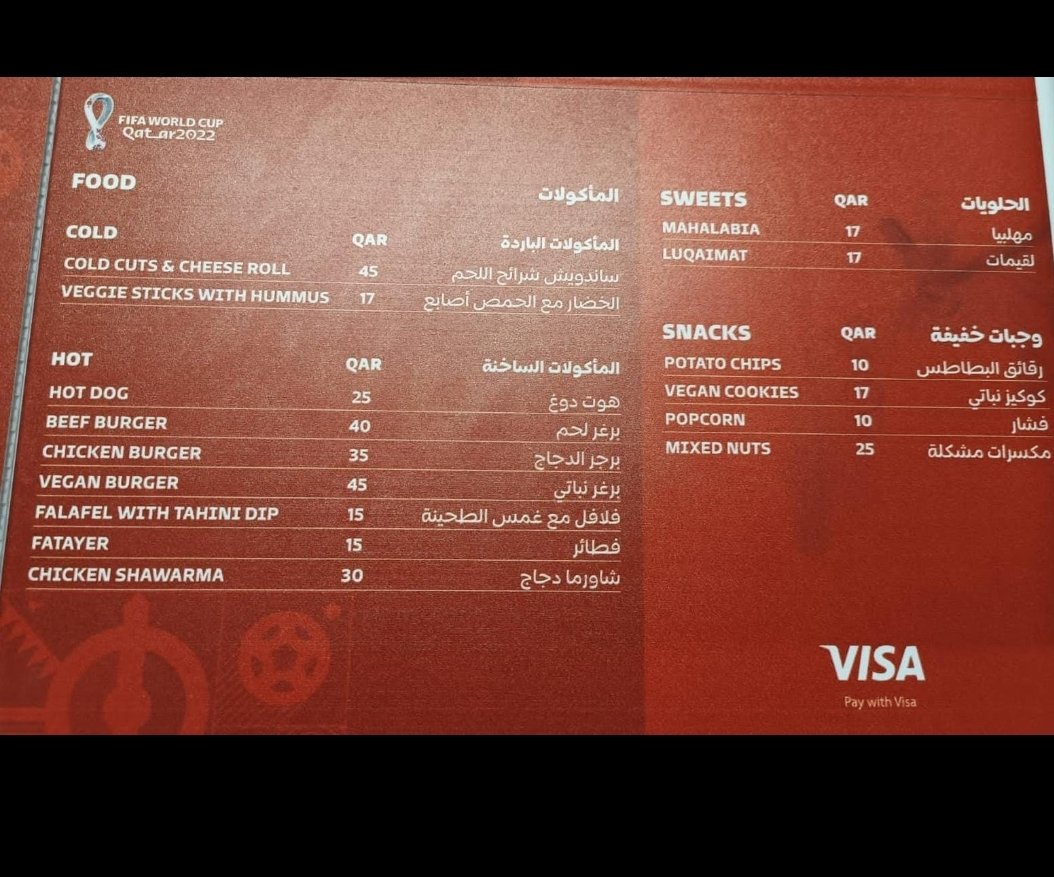 FIFA WORLD CUP
Qatar2022
FOOD المأكولات
COLD QAR المأكولات الباردة
COLD CUTS & CHEESE ROLL 45 ساندويش شرائح اللحم
VEGGIE STICKS WITH HUMMUS 17 الخضار مع الحمص أصابع
HOT QAR المأكولات الساخنة
HOT DOG 25 هوت دوغ
BEEF BURGER 40 برغر لحم
CHICKEN BURGER 35 برجر الدجاج
VEGAN BURGER 45 برغر نباتي
FALAFEL WITH TAHINI DIP 15 فلافل مع غمس الطحينة
FATAYER 15 فطائر
CHICKEN SHAWARMA 30 شاورما دجاج
SWEETS QAR الحلويات
MAHALABIA 17 مهلبيا
LUQAIMAT 17 لقيمات
SNACKS QAR وجبات خفيفة
POTATO CHIPS 10 رقائق البطاطس
VEGAN COOKIES 17 كوكيز نباتي
POPCORN 10 فشار
MIXED NUTS 25 مكسرات مشكلة
VISA
Pay with Visa